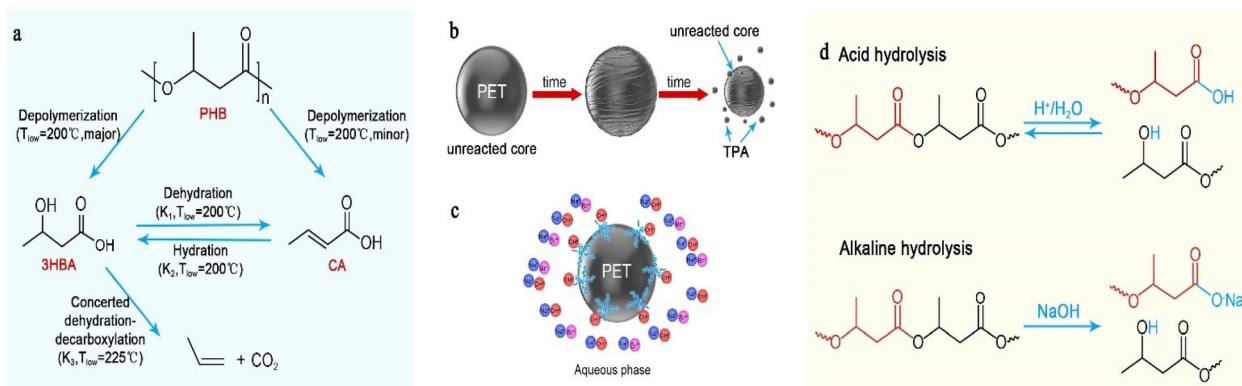 a
O
O
n
PHB
Depolymerization
(Tlow=200℃,major)
Depolymerization
(Tlow=200℃,minor)
OH
O
OH
3HBA
Dehydration
(K1,Tlow=200℃)
Hydration
(K2,Tlow=200℃)
O
OH
CA
Concerted
dehydration-
decarboxylation
(K3,Tlow=225℃)
+ CO2
b
PET
unreacted core
time
time
unreacted core
TPA
c
PET
Aqueous phase
d
Acid hydrolysis
O
O
O
O
O
H+/H2O
O
O
OH
OH
O
O
Alkaline hydrolysis
O
O
O
O
O
NaOH
O
O
O-Na
OH
O
O